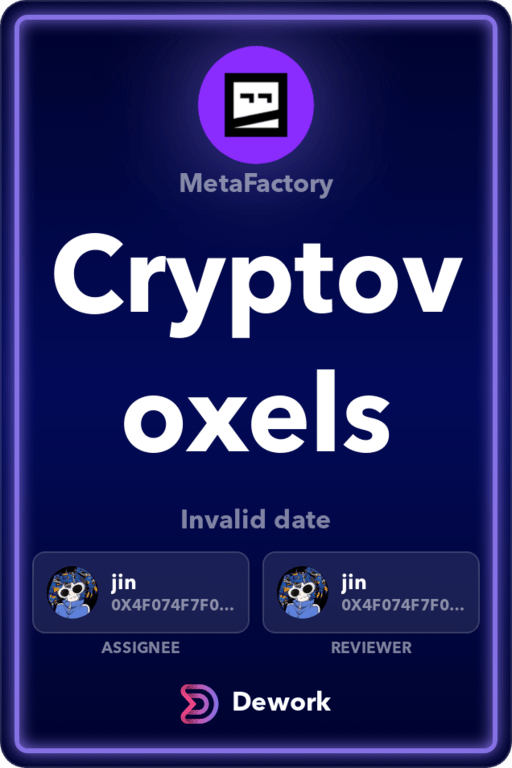 MetaFactory
Cryptov
oxels
Invalid date
jin
0X4F074F7F0...
jin
0X4F074F7F0...
ASSIGNEE
REVIEWER
Dework